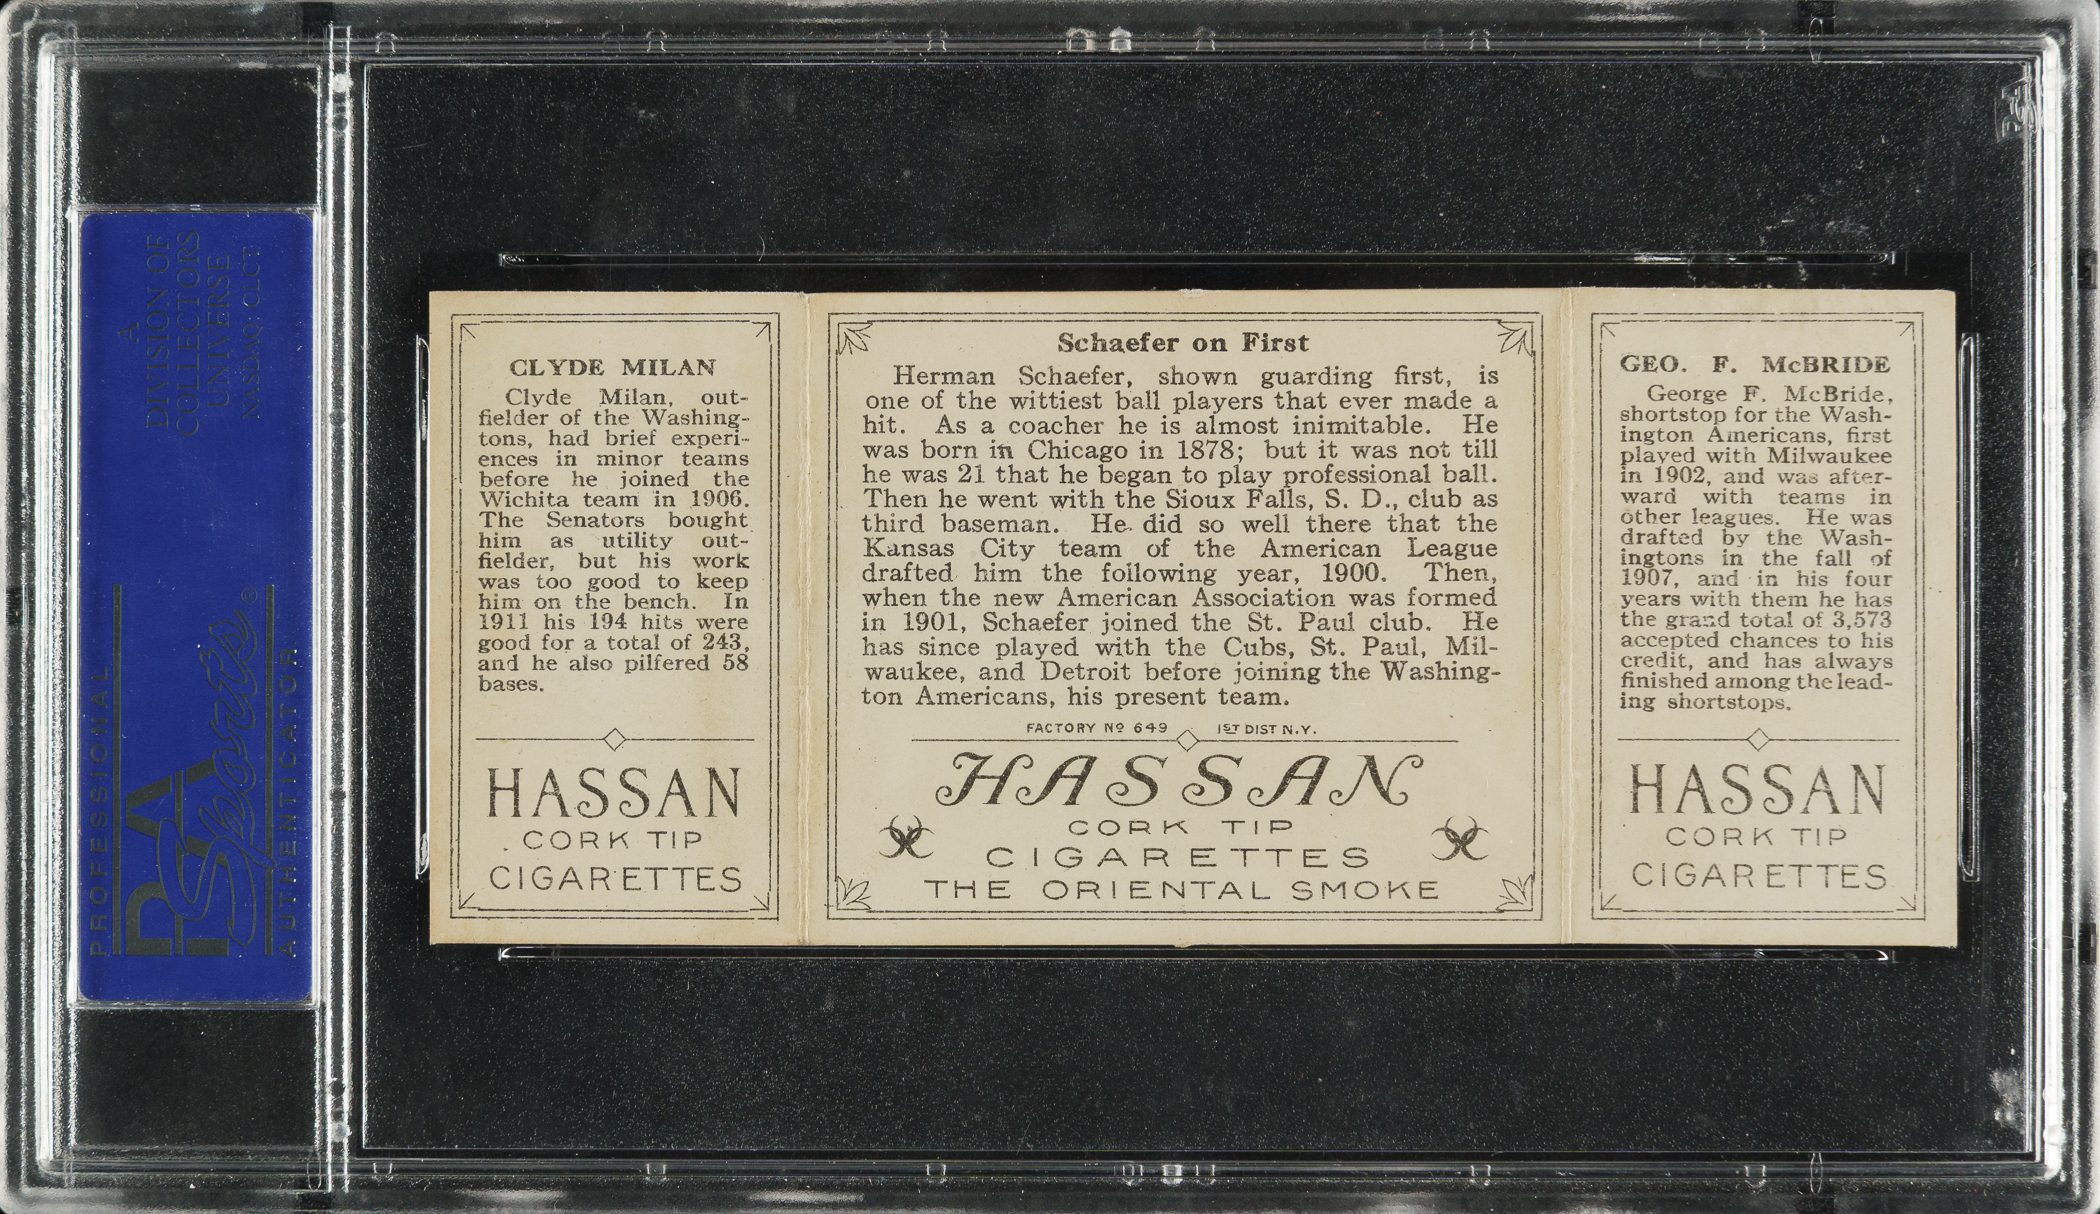 A
DIVISION OF
COLLECTORS
UNIVERSE
NASDAQ: CLCT
PROFESSIONAL
PSA
Sports®
AUTHENTICATOR
CLYDE MILAN
Clyde Milan, out-
fielder of the Washing-
tons, had brief experi-
ences in minor teams
before he joined the
Wichita team in 1906.
The Senators bought
him as utility out-
fielder, but his work
was too good to keep
him on the bench. In
1911 his 194 hits were
good for a total of 243,
and he also pilfered 58
bases.
HASSAN
CORK TIP
CIGARETTES
Schaefer on First
Herman Schaefer, shown guarding first, is
one of the wittiest ball players that ever made a
hit. As a coacher he is almost inimitable. He
was born in Chicago in 1878; but it was not till
he was 21 that he began to play professional ball.
Then he went with the Sioux Falls, S. D., club as
third baseman. He did so well there that the
Kansas City team of the American League
drafted him the following year, 1900. Then,
when the new American Association was formed
in 1901, Schaefer joined the St. Paul club. He
has since played with the Cubs, St. Paul, Mil-
waukee, and Detroit before joining the Washing-
ton Americans, his present team.
FACTORY Nº 649 1ST DIST N.Y.
HASSAN
CORK TIP
CIGARETTES
THE ORIENTAL SMOKE
GEO. F. McBRIDE
George F. McBride,
shortstop for the Wash-
ington Americans, first
played with Milwaukee
in 1902, and was after-
ward with teams in
other leagues. He was
drafted by the Wash-
ingtons in the fall of
1907, and in his four
years with them he has
the grand total of 3,573
accepted chances to his
credit, and has always
finished among the lead-
ing shortstops.
HASSAN
CORK TIP
CIGARETTES